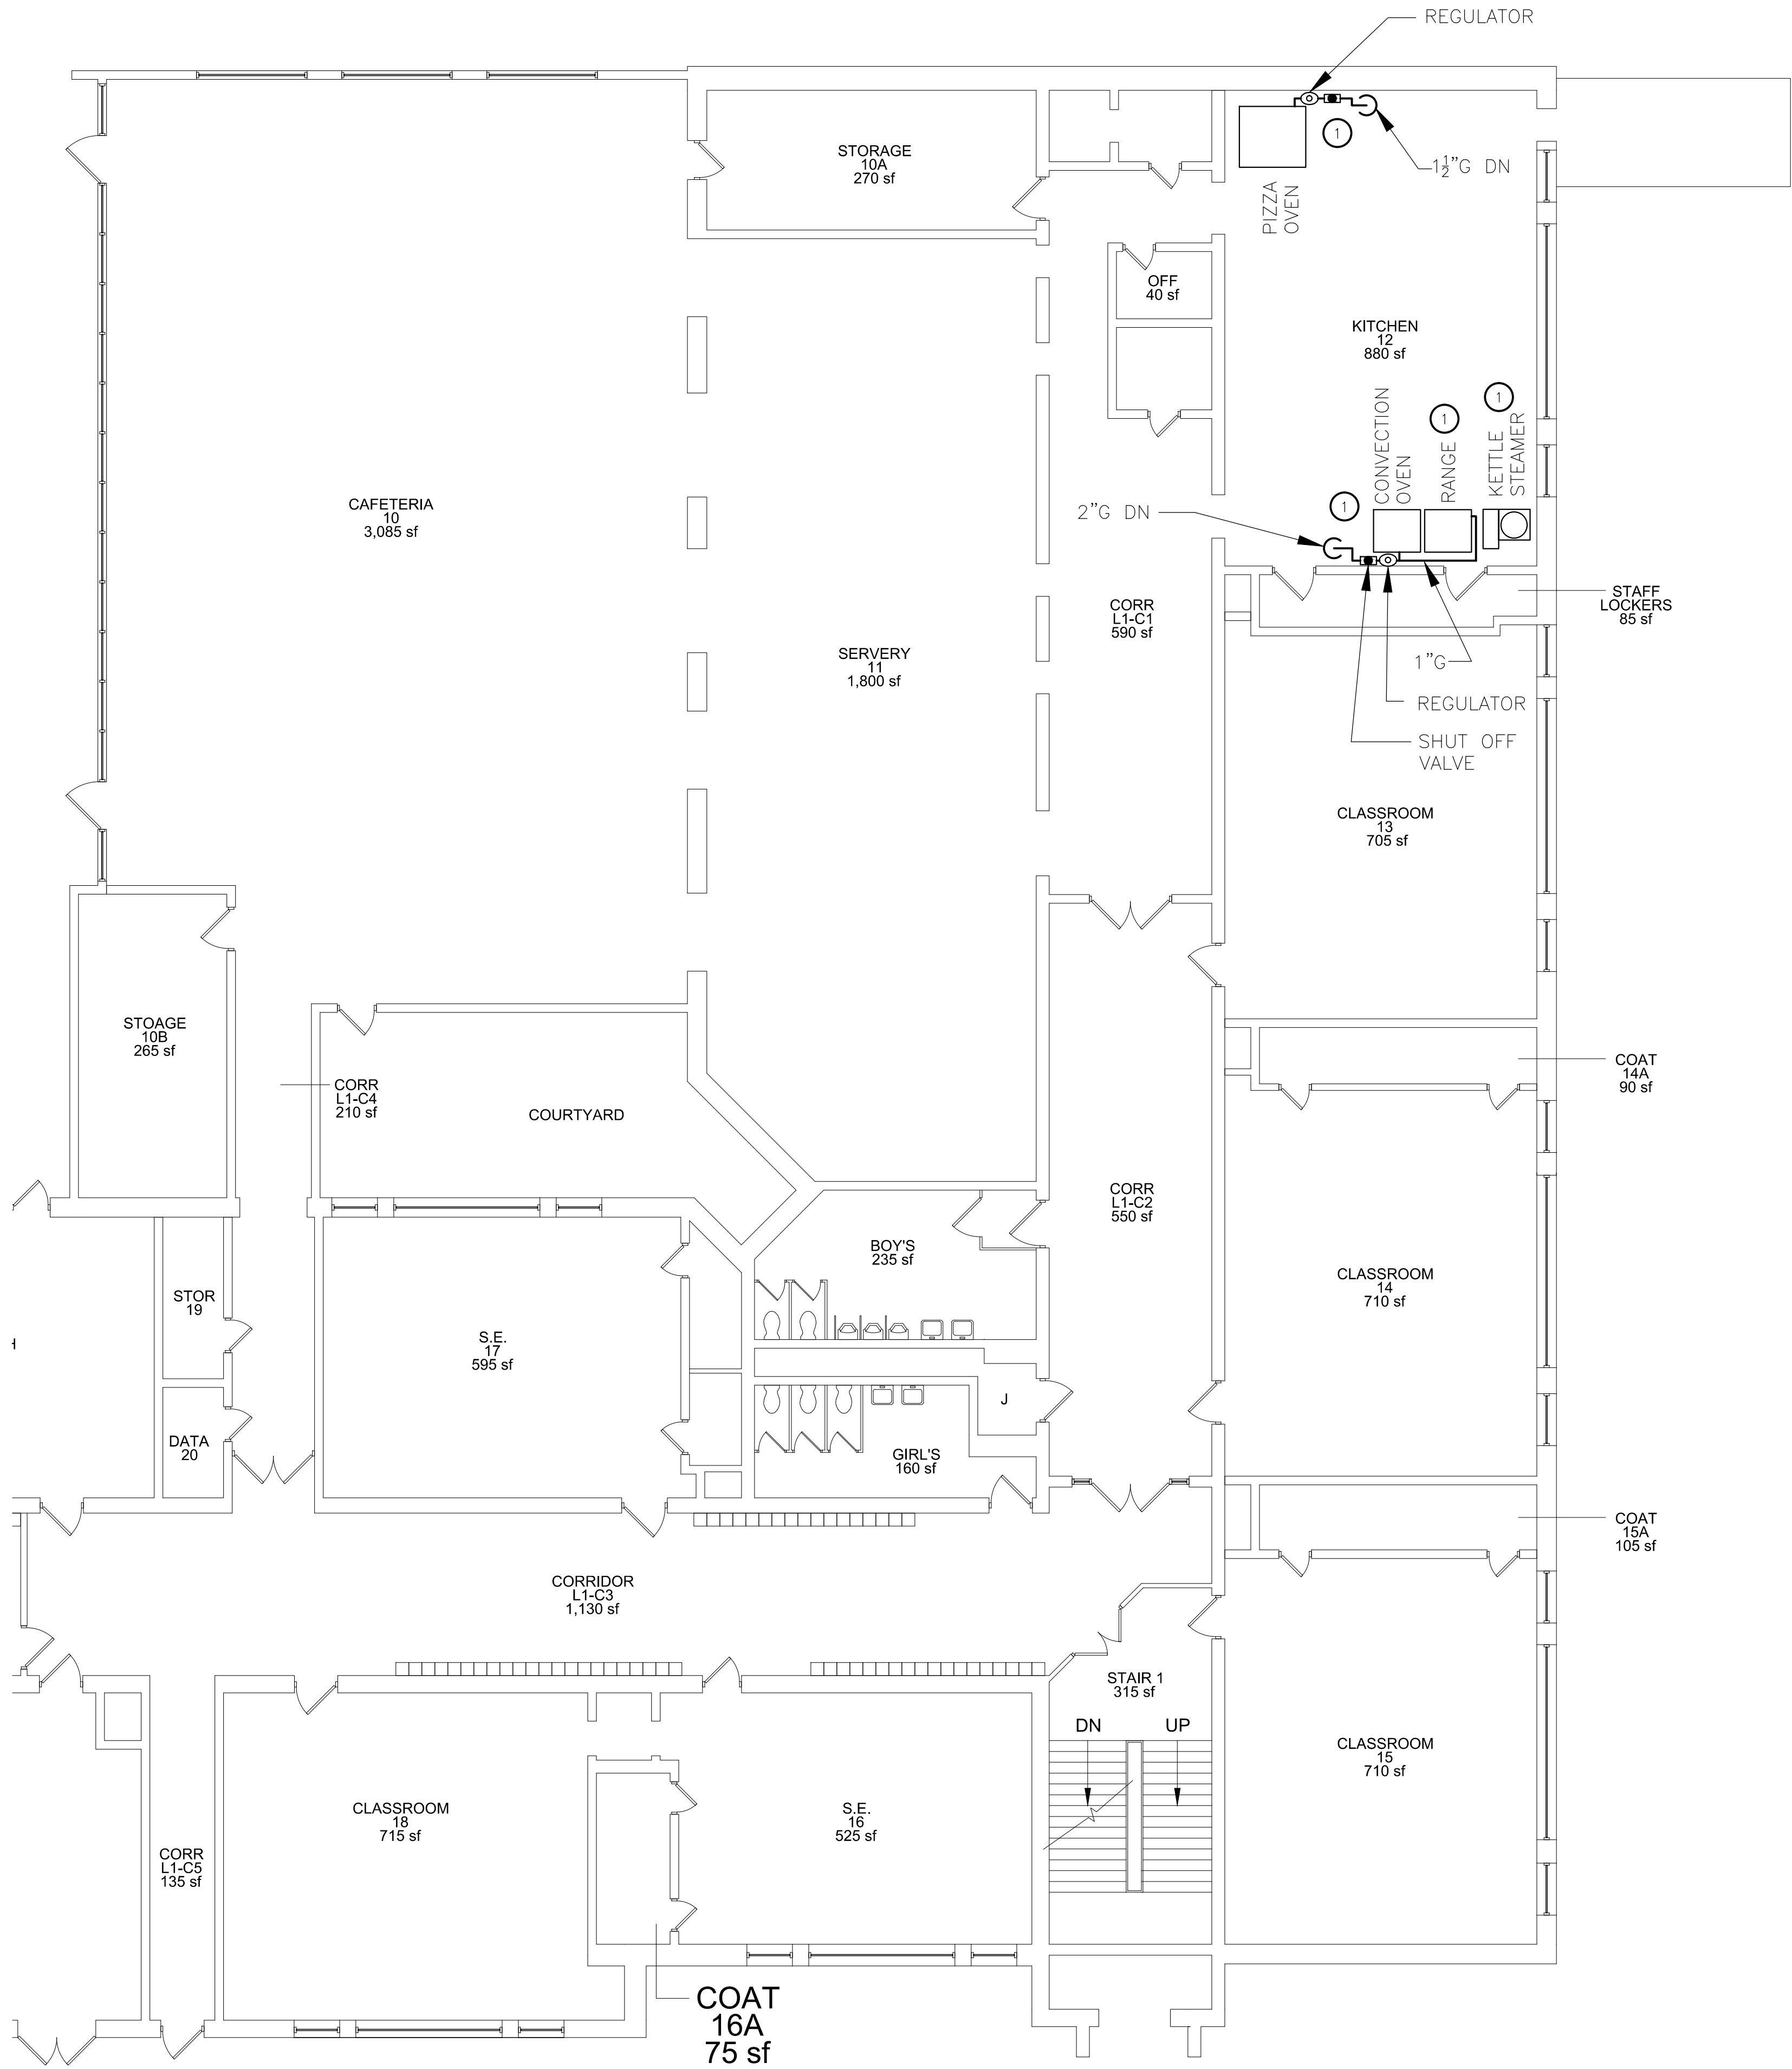 REGULATOR
STORAGE
10A
270 sf
1
1½"G DN
PIZZA
OVEN
OFF
40 sf
KITCHEN
12
880 sf
CONVECTION
OVEN
1
RANGE
1
KETTLE
STEAMER
1
CAFETERIA
10
3,085 sf
2"G DN
CORR
L1-C1
590 sf
STAFF
LOCKERS
85 sf
SERVERY
11
1,800 sf
1"G
REGULATOR
SHUT OFF
VALVE
CLASSROOM
13
705 sf
STOAGE
10B
265 sf
CORR
L1-C4
210 sf
COURTYARD
COAT
14A
90 sf
CORR
L1-C2
550 sf
BOY'S
235 sf
CLASSROOM
14
710 sf
STOR
19
S.E.
17
595 sf
H
J
DATA
20
GIRL'S
160 sf
COAT
15A
105 sf
CORRIDOR
L1-C3
1,130 sf
STAIR 1
315 sf
DN
UP
CLASSROOM
15
710 sf
CLASSROOM
18
715 sf
S.E.
16
525 sf
CORR
L1-C5
135 sf
COAT
16A
75 sf